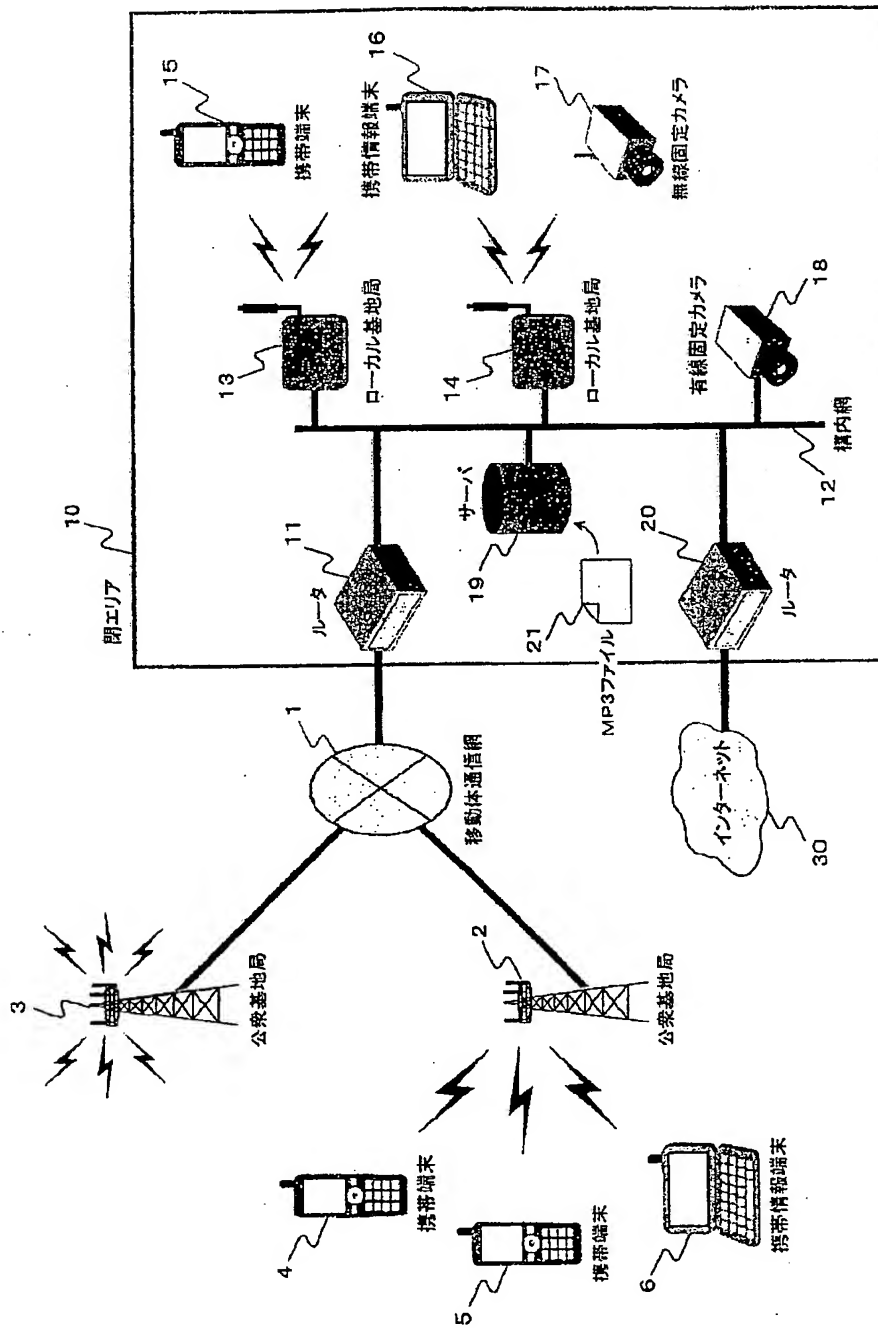 3
公衆基地局
4
携帯端末
5
携帯端末
6
携帯情報端末
2
公衆基地局
1
移動体通信網
インターネット
30
10
閉エリア
11
ルータ
サーバ
19
21
MP3ファイル
20
ルータ
13
ローカル基地局
14
ローカル基地局
有線固定カメラ
18
12
構内網
15
携帯端末
16
携帯情報端末
17
無線固定カメラ